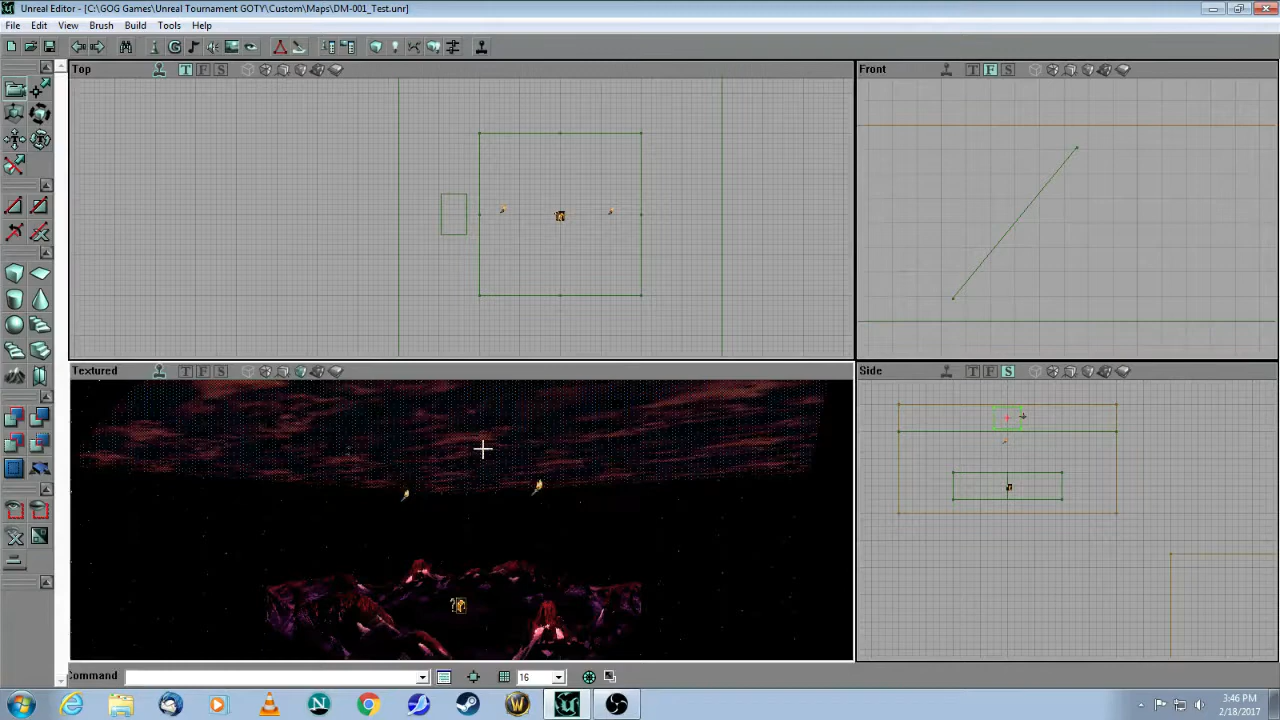 Unreal Editor - [C:\GOG Games\Unreal Tournament GOTY\Custom\Maps\DM-001_Test.unr]
File Edit View Brush Build Tools Help
Top T F S
Front T F S
Textured T F S
Side T F S
Command 16
3:46 PM
2/18/2017